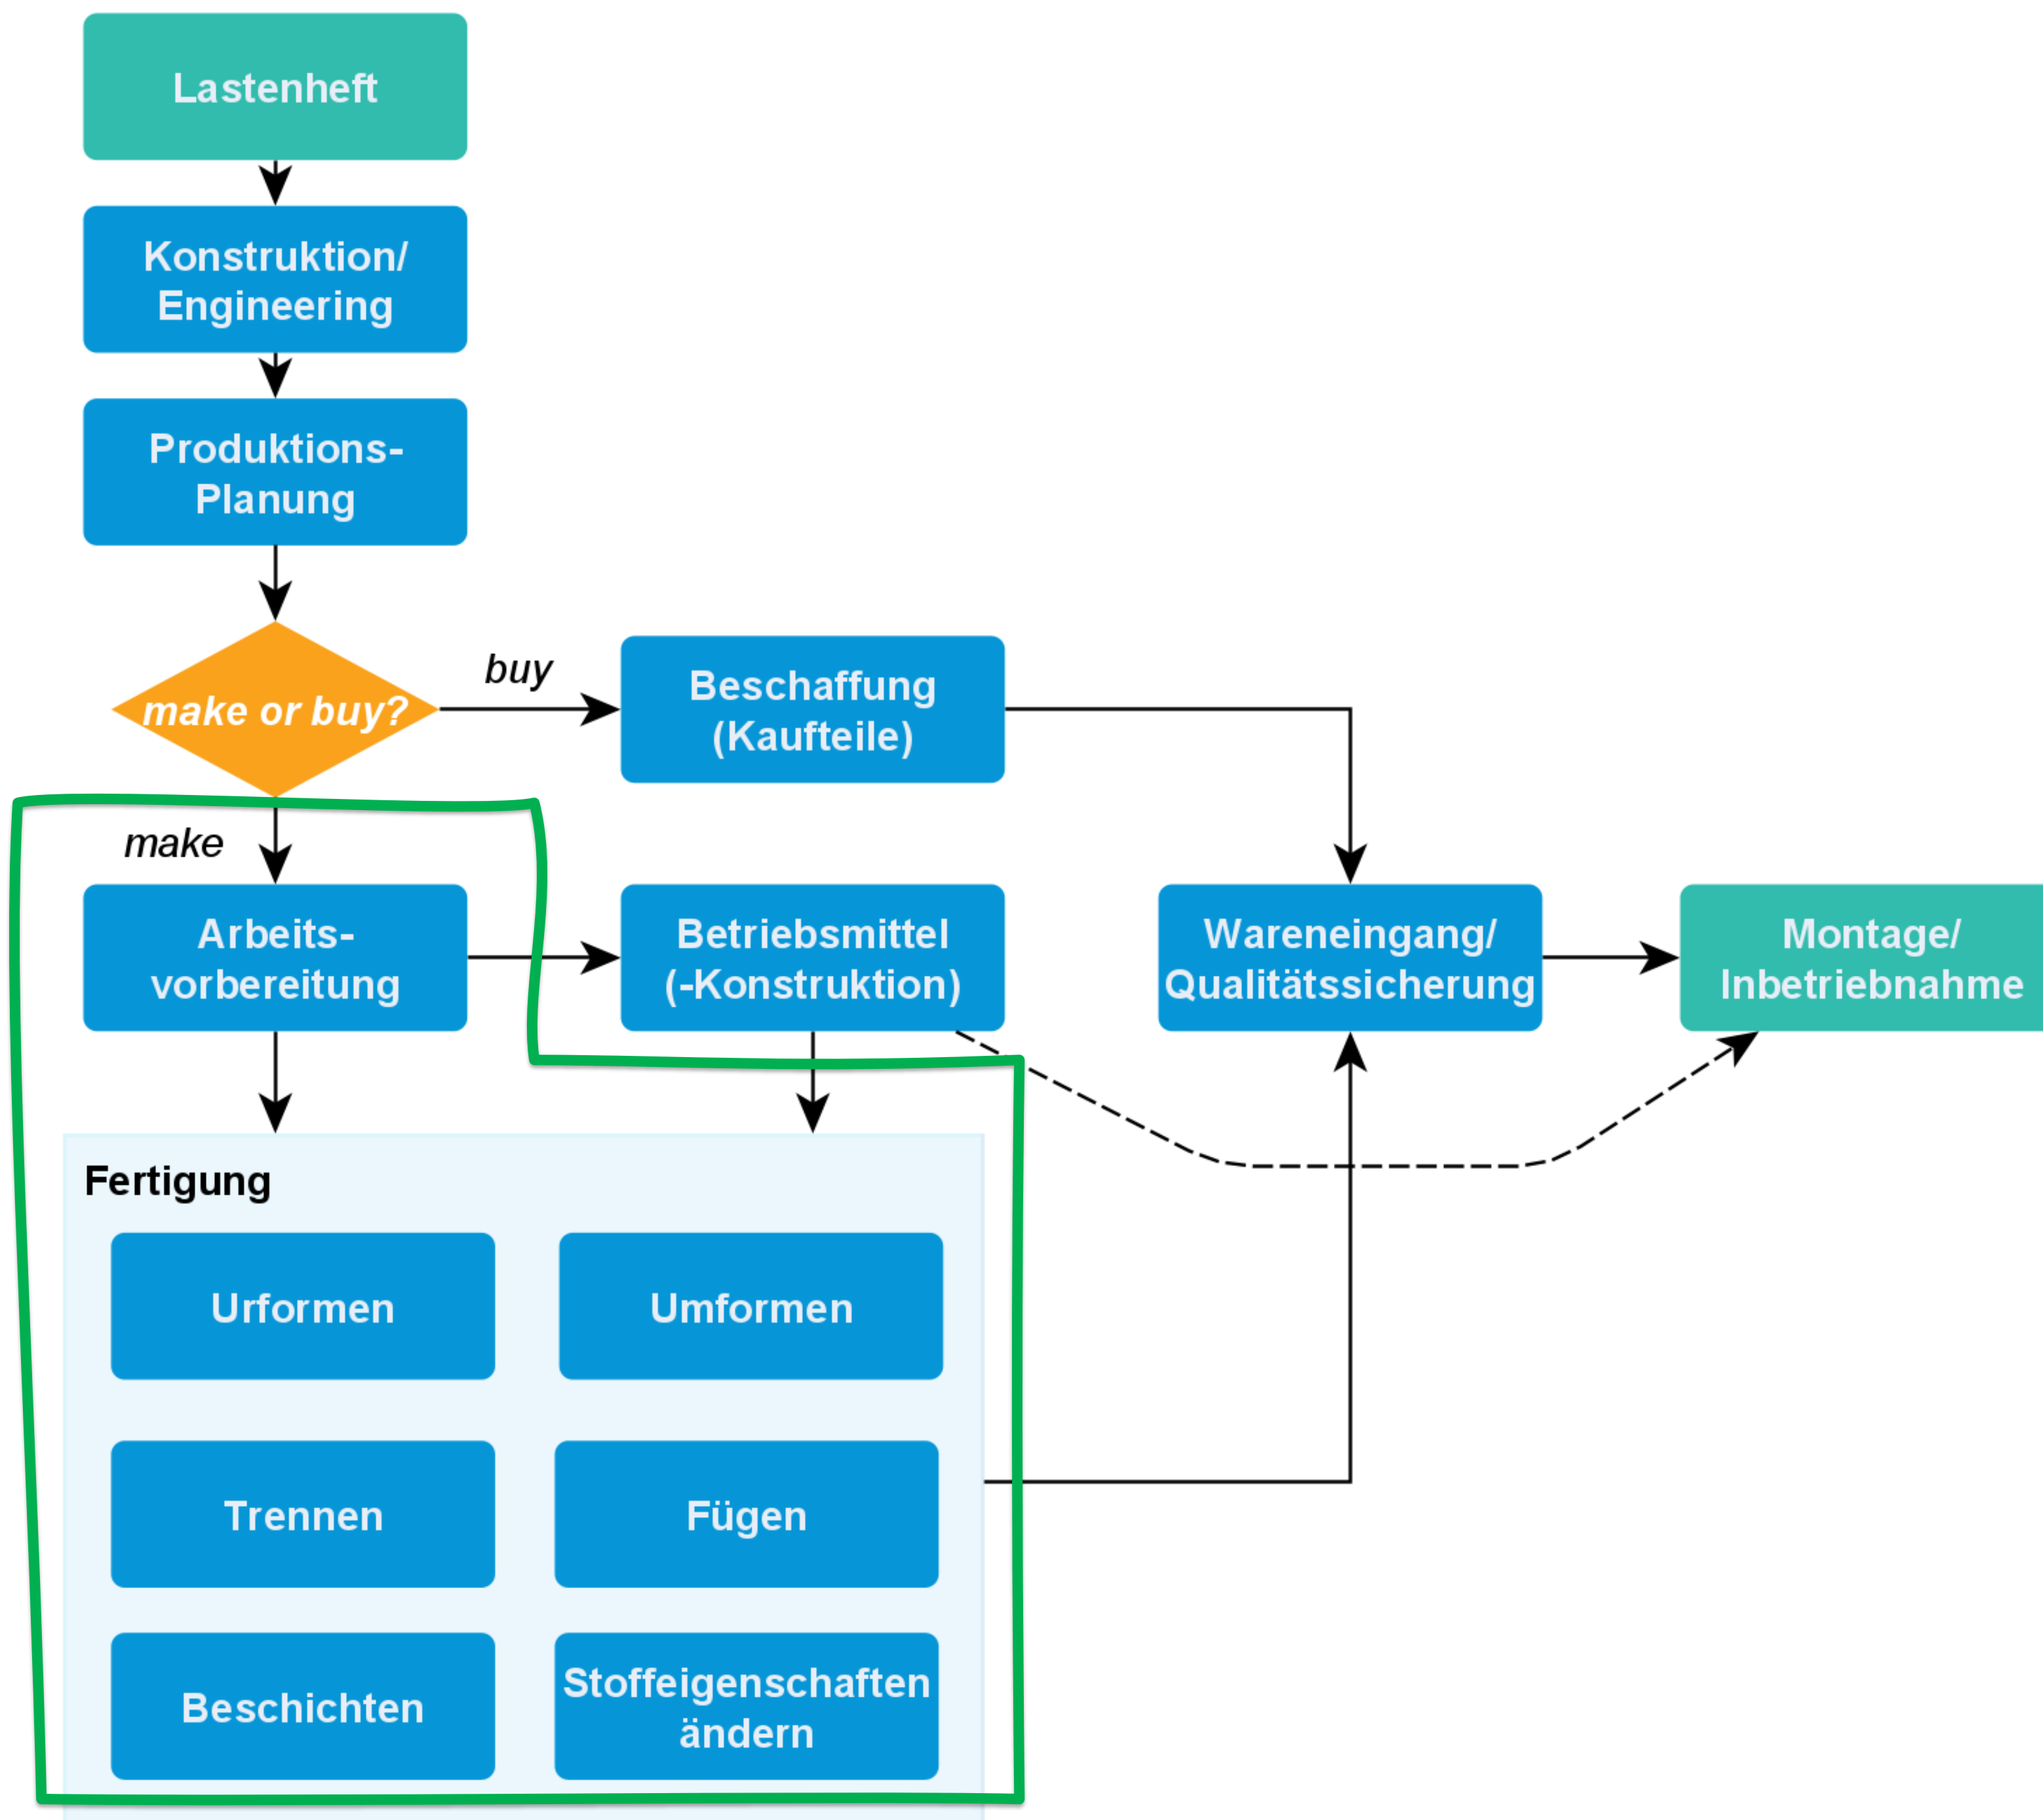 Lastenheft
Konstruktion/
Engineering
Produktions-
Planung
make or buy?
buy
Beschaffung
(Kaufteile)
make
Arbeits-
vorbereitung
Betriebsmittel
(-Konstruktion)
Wareneingang/
Qualitätssicherung
Montage/
Inbetriebnahme
Fertigung
Urformen
Umformen
Trennen
Fügen
Beschichten
Stoffeigenschaften
ändern